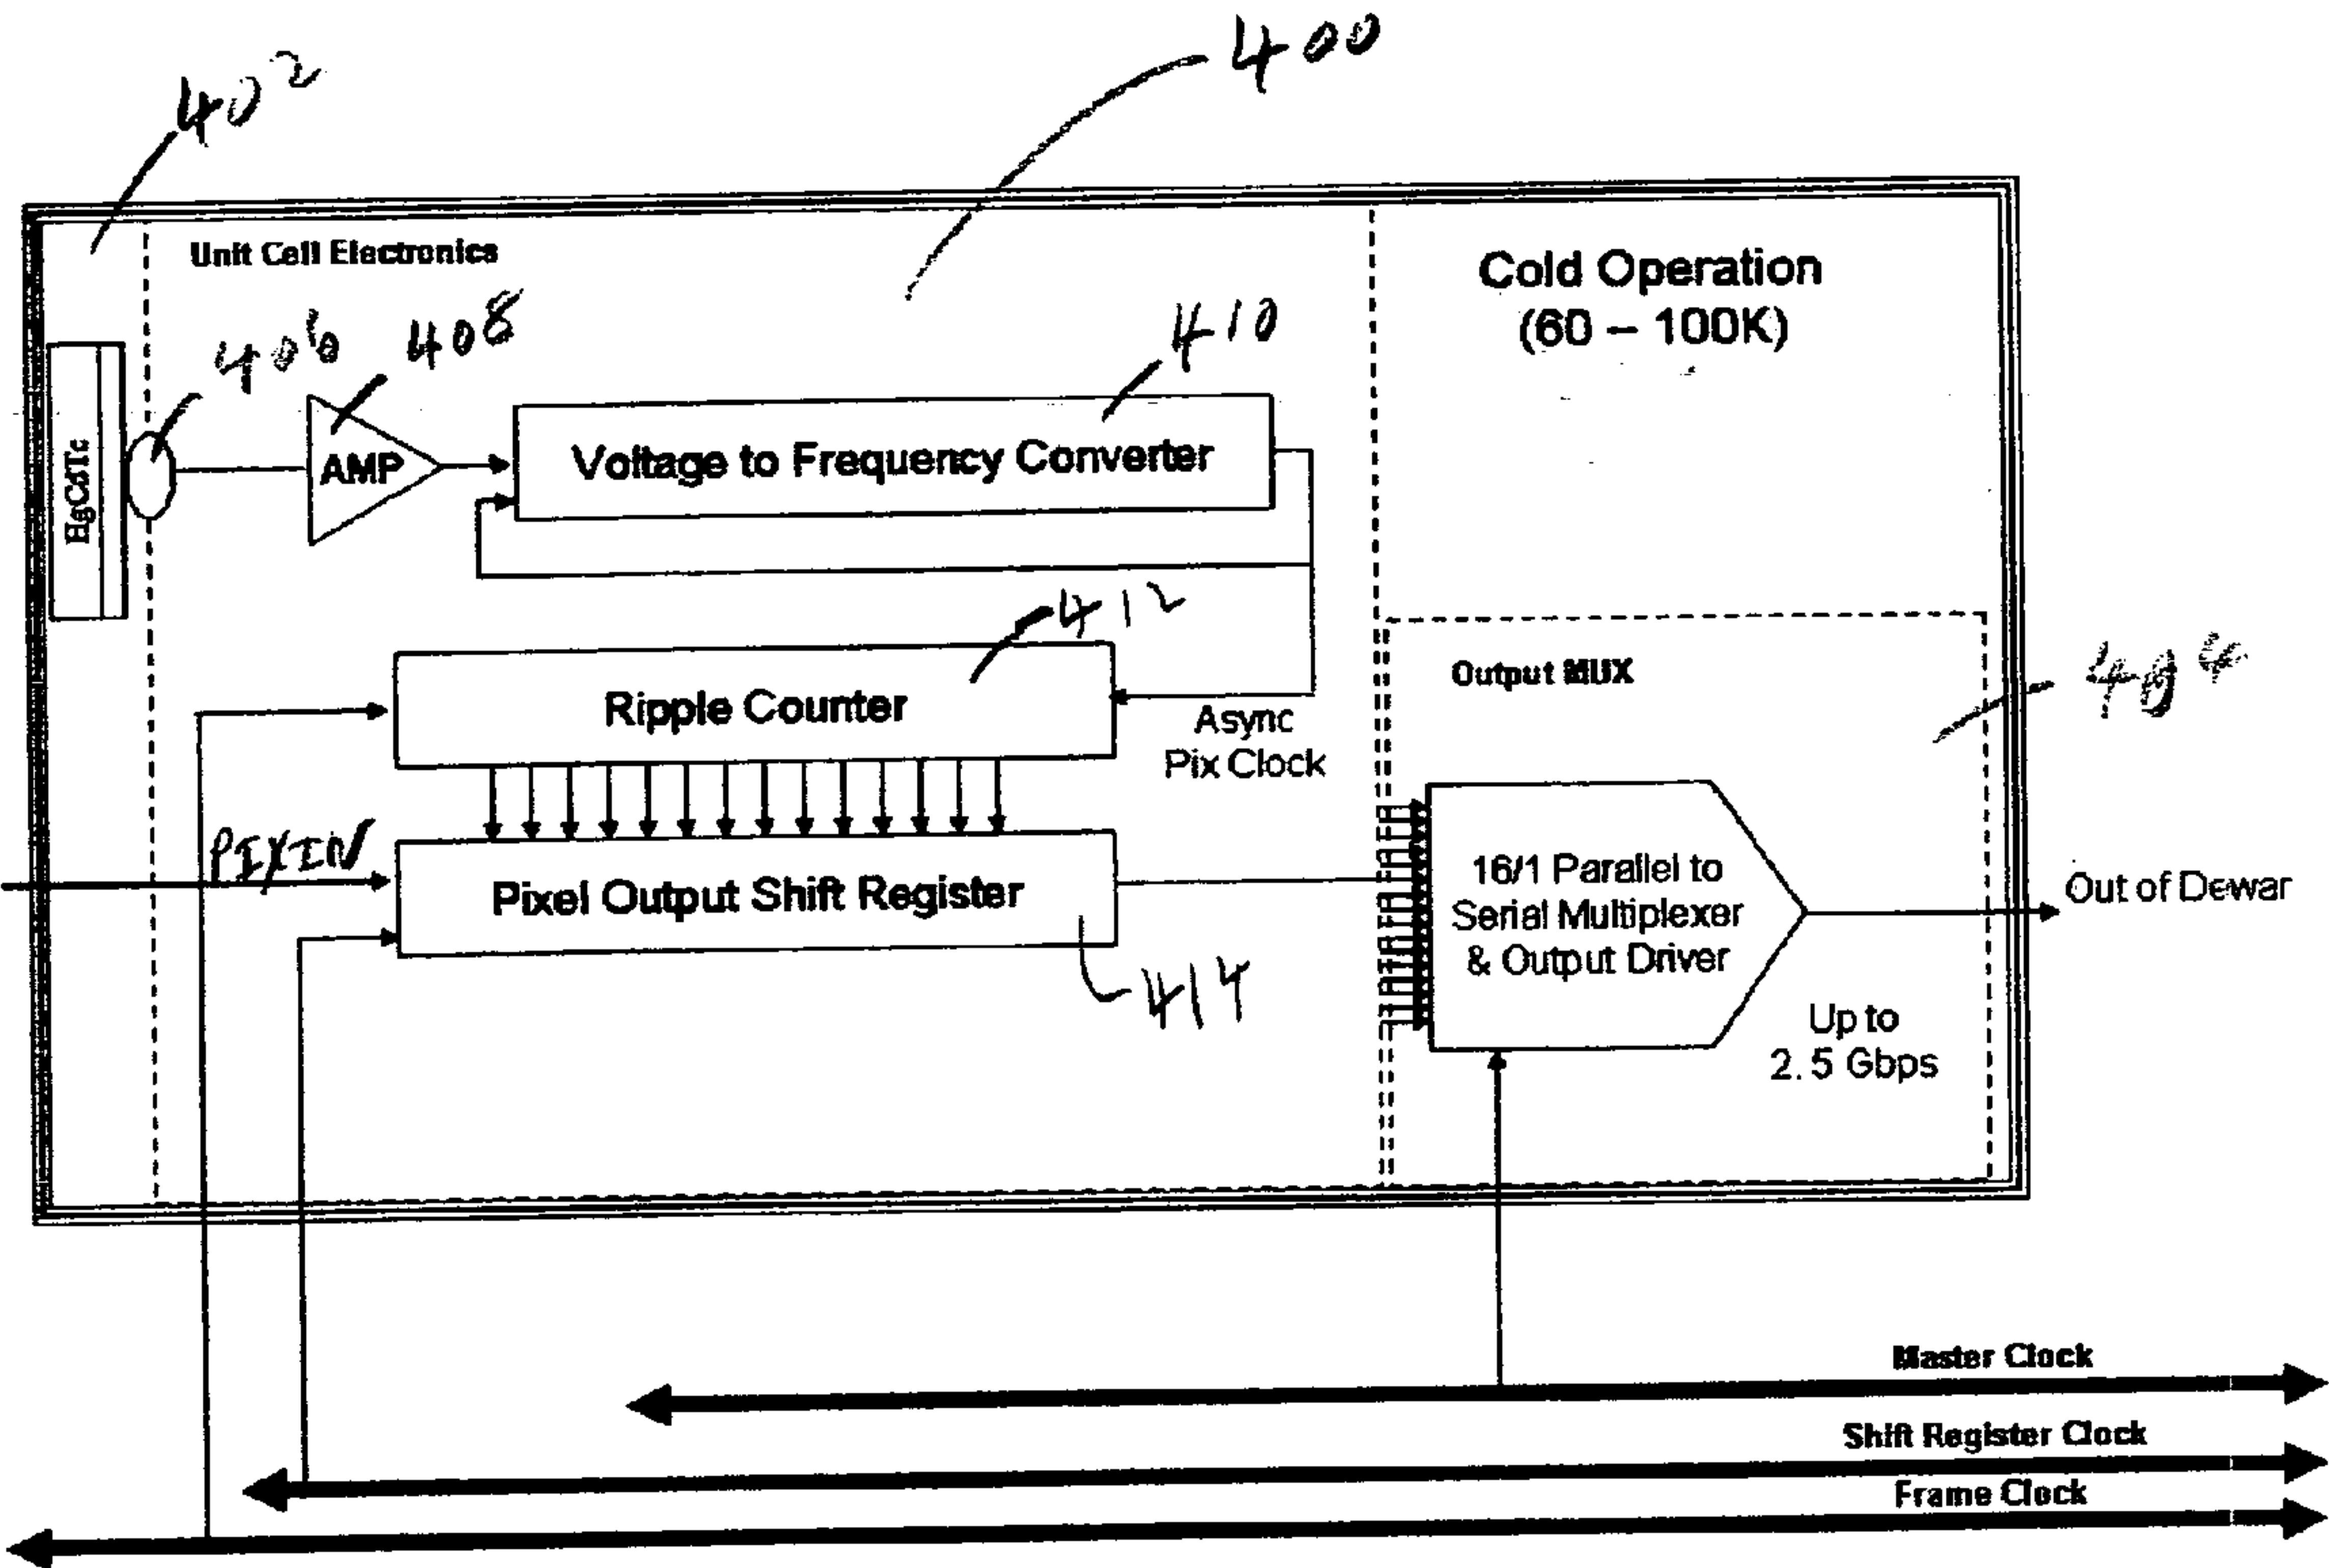 400
402
Unit Cell Electronics
Cold Operation
(60 – 100K)
406
408
410
HgCdTe
AMP
Voltage to Frequency Converter
412
Output MUX
404
Ripple Counter
Async
Pix Clock
PIXIN
Pixel Output Shift Register
16/1 Parallel to
Serial Multiplexer
& Output Driver
Out of Dewar
414
Up to
2.5 Gbps
Master Clock
Shift Register Clock
Frame Clock